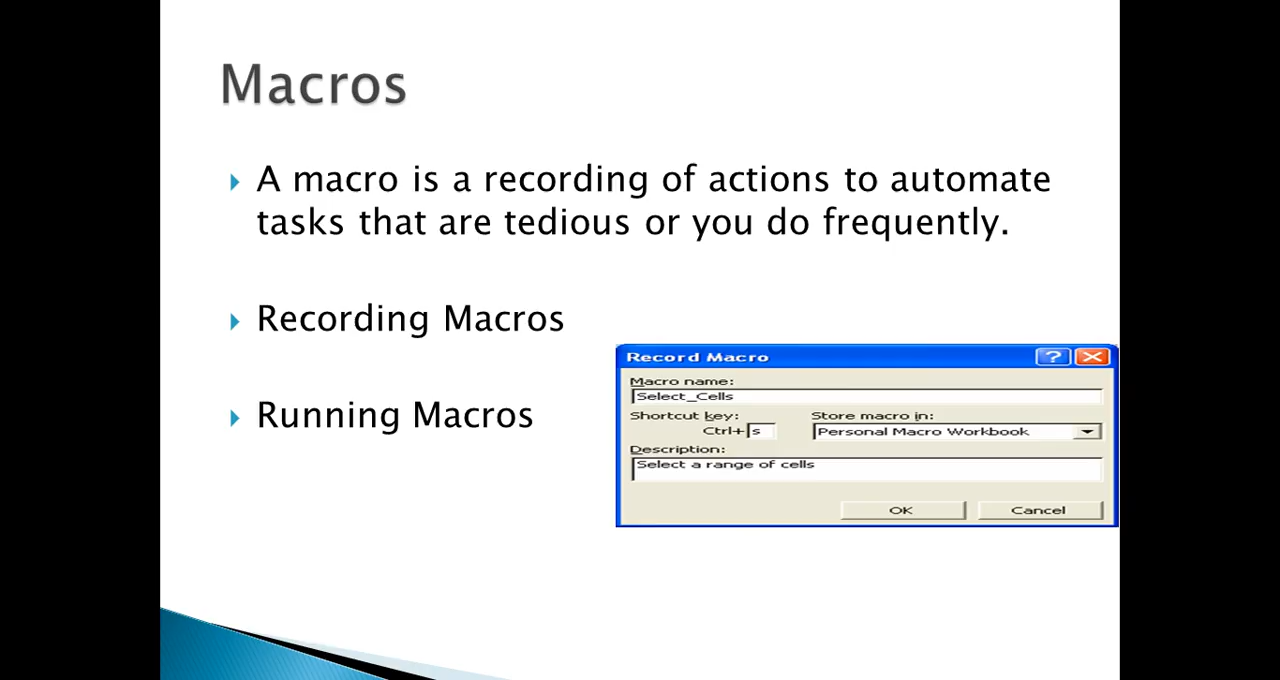 Macros
A macro is a recording of actions to automate
tasks that are tedious or you do frequently.
Recording Macros
Running Macros
Record Macro
?
Macro name:
Select_Cells
Shortcut key:
Store macro in:
Ctrl+ s
Personal Macro Workbook
Description:
Select a range of cells
OK
Cancel